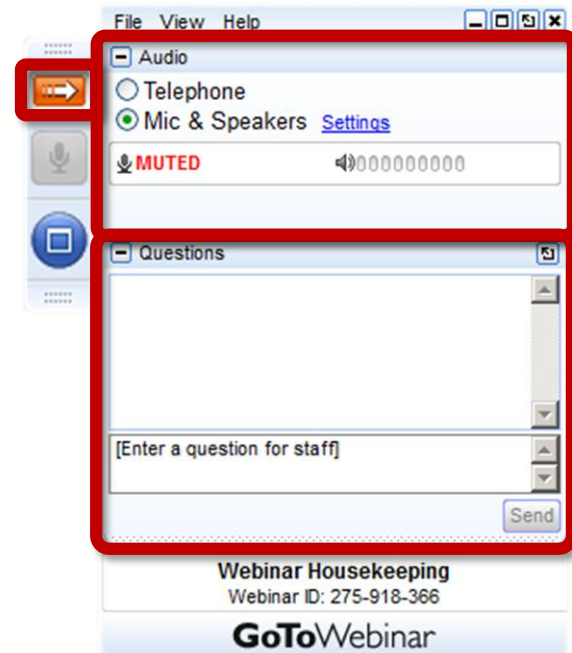 File View Help
Audio
Telephone
Mic & Speakers Settings
MUTED 000000000
Questions
[Enter a question for staff]
Send
Webinar Housekeeping
Webinar ID: 275-918-366
GoToWebinar